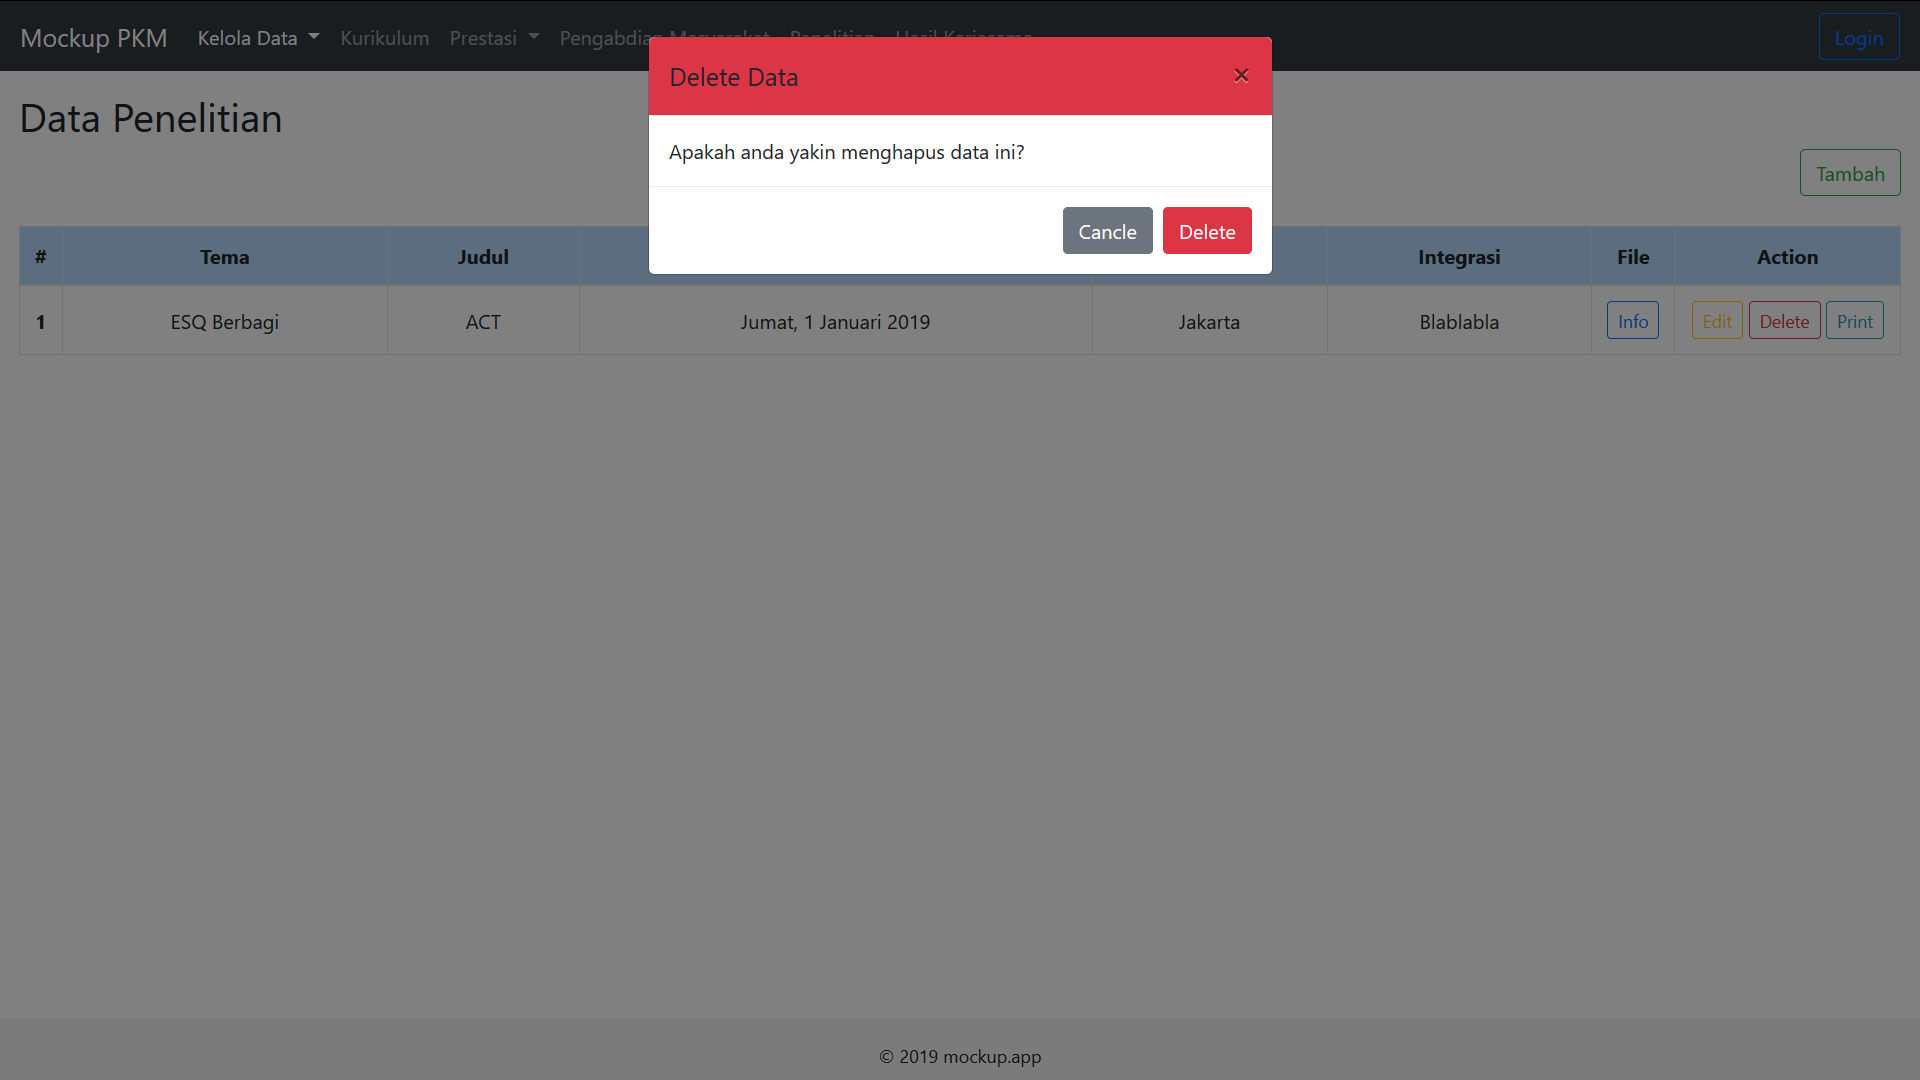 Mockup PKM Kelola Data Kurikulum Prestasi Login
Delete Data ×
Data Penelitian
Apakah anda yakin menghapus data ini?
Tambah
Cancle Delete
# Tema Judul Integrasi File Action
1 ESQ Berbagi ACT Jumat, 1 Januari 2019 Jakarta Blablabla Info Edit Delete Print
© 2019 mockup.app